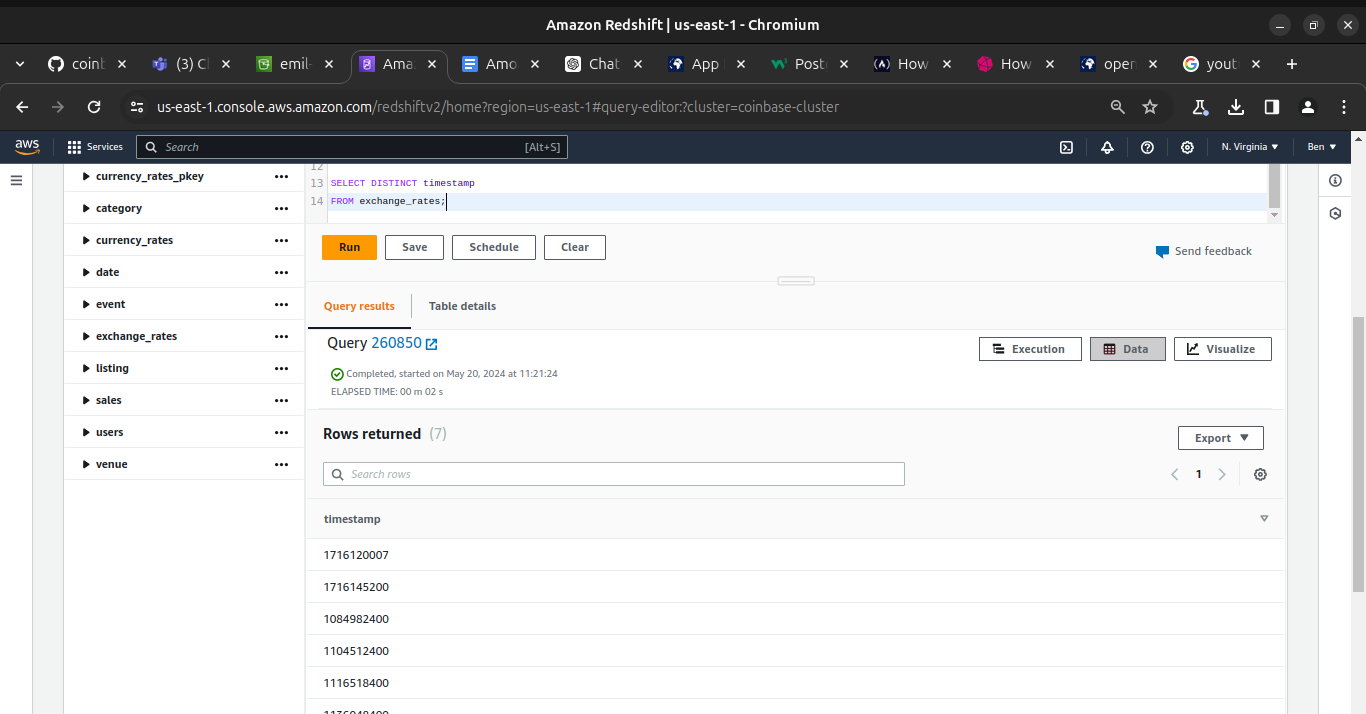 Amazon Redshift | us-east-1 - Chromium
coinb
(3) Cl
emil-
Ama
Amo
Chat
App
Post
How
How
open
yout
us-east-1.console.aws.amazon.com/redshiftv2/home?region=us-east-1#query-editor:?cluster=coinbase-cluster
aws
Services
Search
[Alt+S]
N. Virginia
Ben
currency_rates_pkey
category
currency_rates
date
event
exchange_rates
listing
sales
users
venue
12
13 SELECT DISTINCT timestamp
14 FROM exchange_rates;
Run
Save
Schedule
Clear
Send feedback
Query results
Table details
Query 260850
Execution
Data
Visualize
Completed, started on May 20, 2024 at 11:21:24
ELAPSED TIME: 00 m 02 s
Rows returned (7)
Export
Search rows
1
timestamp
1716120007
1716145200
1084982400
1104512400
1116518400